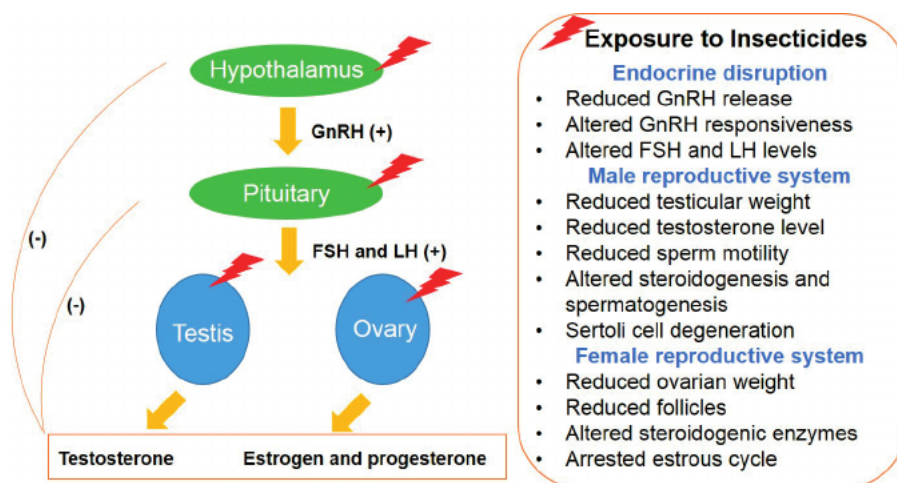 Hypothalamus
GnRH (+)
Pituitary
(-)
FSH and LH (+)
(-)
Testis
Ovary
Testosterone
Estrogen and progesterone
Exposure to Insecticides
Endocrine disruption
• Reduced GnRH release
• Altered GnRH responsiveness
• Altered FSH and LH levels
Male reproductive system
• Reduced testicular weight
• Reduced testosterone level
• Reduced sperm motility
• Altered steroidogenesis and
spermatogenesis
• Sertoli cell degeneration
Female reproductive system
• Reduced ovarian weight
• Reduced follicles
• Altered steroidogenic enzymes
• Arrested estrous cycle